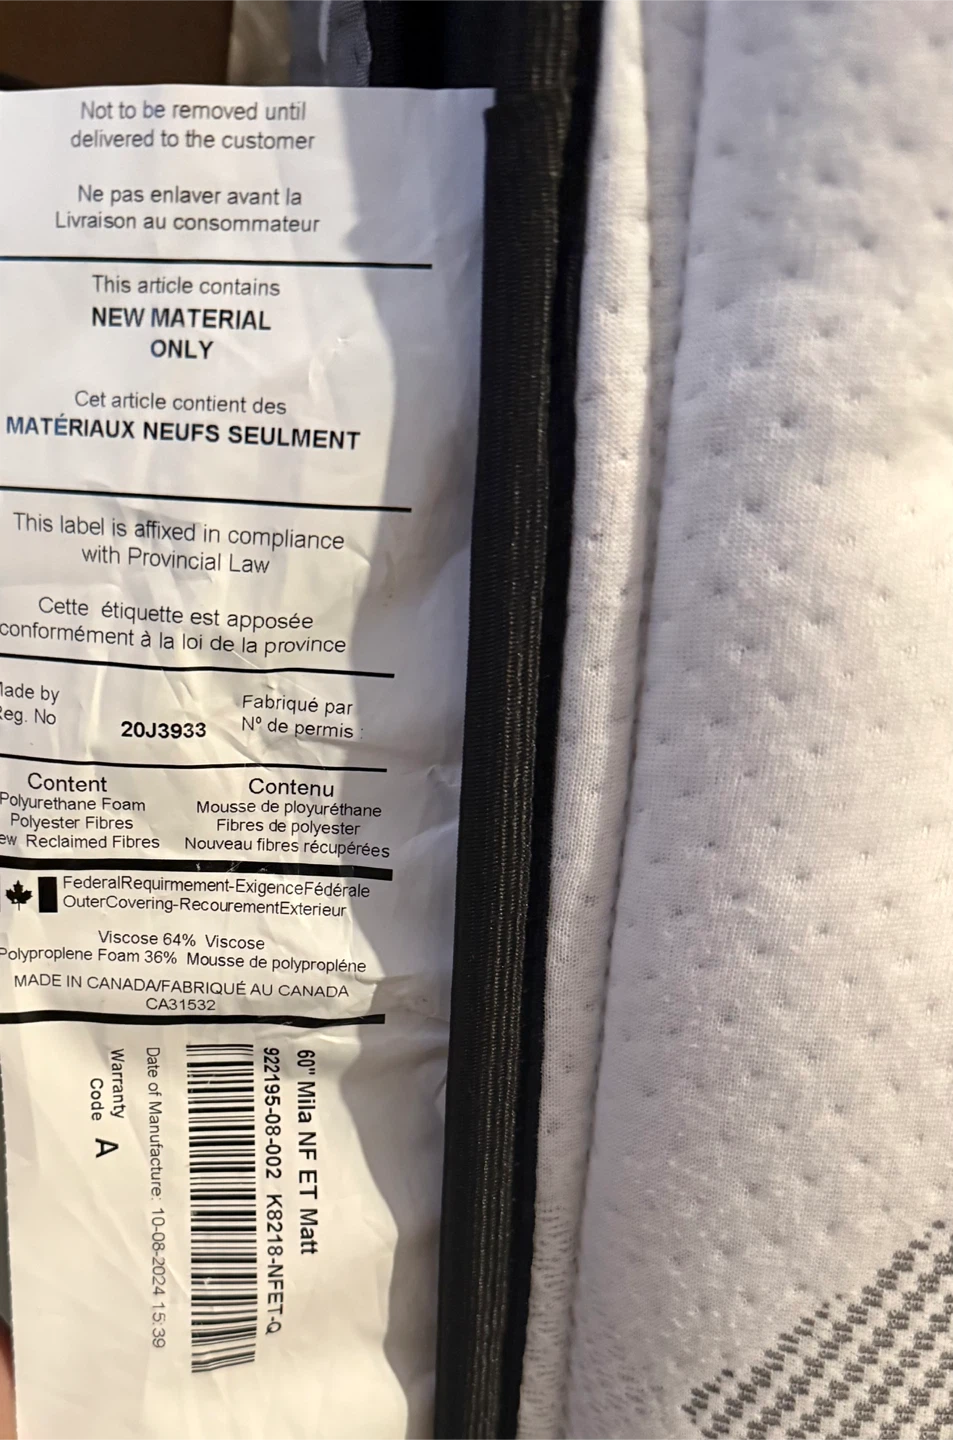 Not to be removed until
delivered to the customer
Ne pas enlaver avant la
Livraison au consommateur
This article contains
NEW MATERIAL
ONLY
Cet article contient des
MATÉRIAUX NEUFS SEULMENT
This label is affixed in compliance
with Provincial Law
Cette étiquette est apposée
conformément à la loi de la province
ade by
eg. No
20J3933
Fabriqué par
Nº de permis :
Content
Polyurethane Foam
Polyester Fibres
ew Reclaimed Fibres
Contenu
Mousse de ployuréthane
Fibres de polyester
Nouveau fibres récupérées
FederalRequirment-ExigenceFédérale
OuterCovering-RecourementExterieur
Viscose 64% Viscose
Polyproplene Foam 36% Mousse de polypropléne
MADE IN CANADA/FABRIQUÉ AU CANADA
CA31532
60" Mila NF ET Matt
922195-08-002 K8218-NFET-Q
Date of Manufacture: 10-08-2024 15:39
Warranty
Code A